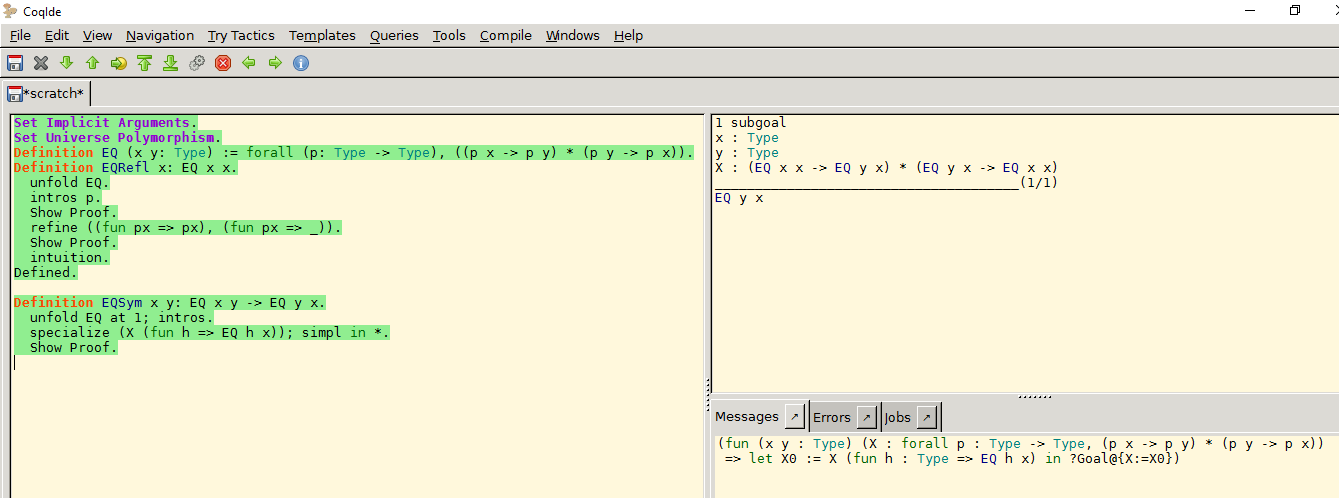 CoqIde
File Edit View Navigation Try Tactics Templates Queries Tools Compile Windows Help
*scratch*
Set Implicit Arguments.
Set Universe Polymorphism.
Definition EQ (x y: Type) := forall (p: Type -> Type), ((p x -> p y) * (p y -> p x)).
Definition EQRefl x: EQ x x.
  unfold EQ.
  intros p.
  Show Proof.
  refine ((fun px => px), (fun px => _)).
  Show Proof.
  intuition.
Defined.
Definition EQSym x y: EQ x y -> EQ y x.
  unfold EQ at 1; intros.
  specialize (X (fun h => EQ h x)); simpl in *.
  Show Proof.
1 subgoal
x : Type
y : Type
X : (EQ x x -> EQ y x) * (EQ y x -> EQ x x)
______________________________________(1/1)
EQ y x
Messages Errors Jobs
(fun (x y : Type) (X : forall p : Type -> Type, (p x -> p y) * (p y -> p x))
 => let X0 := X (fun h : Type => EQ h x) in ?Goal@{X:=X0})